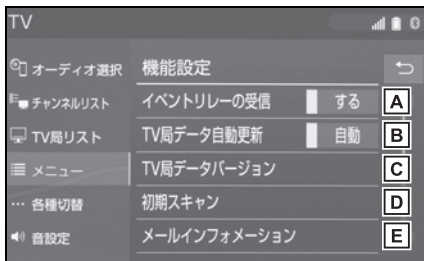 TV
オーディオ選択
チャンネルリスト
TV局リスト
メニュー
各種切替
音設定
機能設定
イベントリレーの受信 する A
TV局データ自動更新 自動 B
TV局データバージョン C
初期スキャン D
メールインフォメーション E